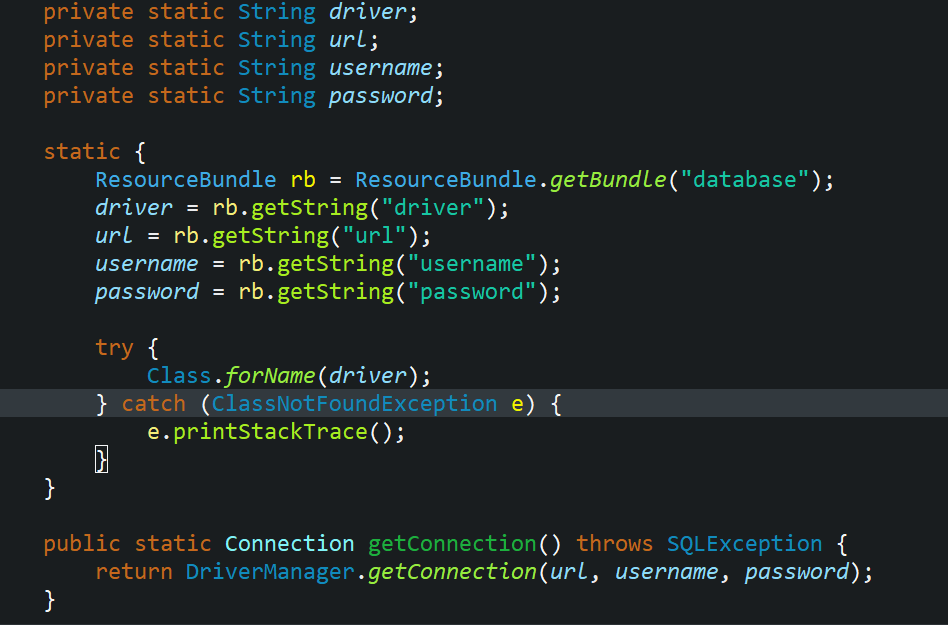 private static String driver;
private static String url;
private static String username;
private static String password;
static {
ResourceBundle rb = ResourceBundle.getBundle("database");
driver = rb.getString("driver");
url = rb.getString("url");
username = rb.getString("username");
password = rb.getString("password");
try {
Class.forName(driver);
} catch (ClassNotFoundException e) {
e.printStackTrace();
}
}
public static Connection getConnection() throws SQLException {
return DriverManager.getConnection(url, username, password);
}